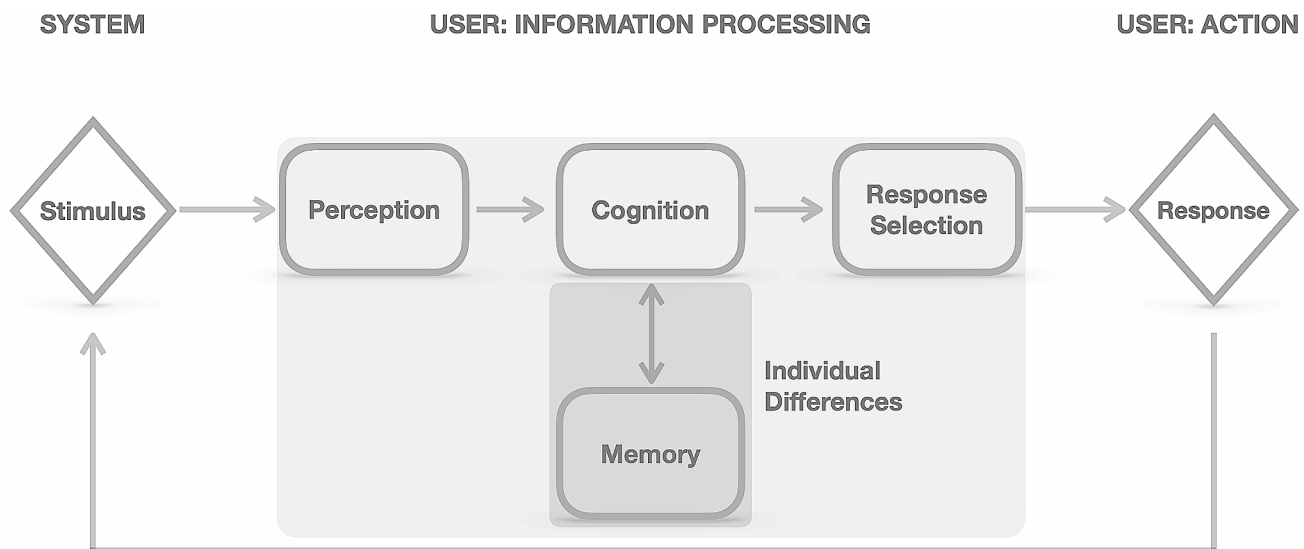 SYSTEM
USER: INFORMATION PROCESSING
USER: ACTION
Stimulus
Perception
Cognition
Response
Selection
Response
Individual
Differences
Memory